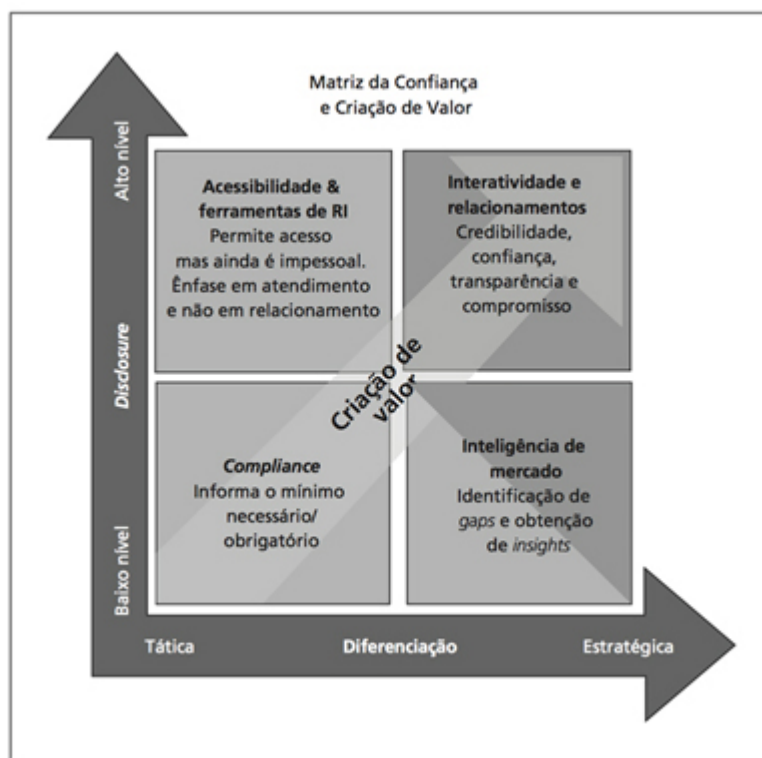 Matriz da Confiança
e Criação de Valor
Alto nível
Disclosure
Baixo nível
Acessibilidade &
ferramentas de RI
Permite acesso
mas ainda é impessoal.
Ênfase em atendimento
e não em relacionamento
Interatividade e
relacionamentos
Credibilidade,
confiança,
transparência e
compromisso
Criação de
valor
Compliance
Informa o mínimo
necessário/
obrigatório
Inteligência de
mercado
Identificação de
gaps e obtenção
de insights
Tática
Diferenciação
Estratégica